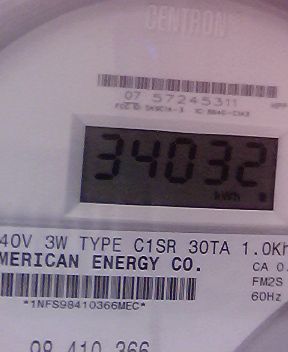 CENTRON
07 57245311
34032
kWh
40V 3W TYPE C1SR 30TA 1.0Kh
MERICAN ENERGY CO.
CA 0.
FM2S
60Hz
*1NFS98410366MEC*
98 410 366